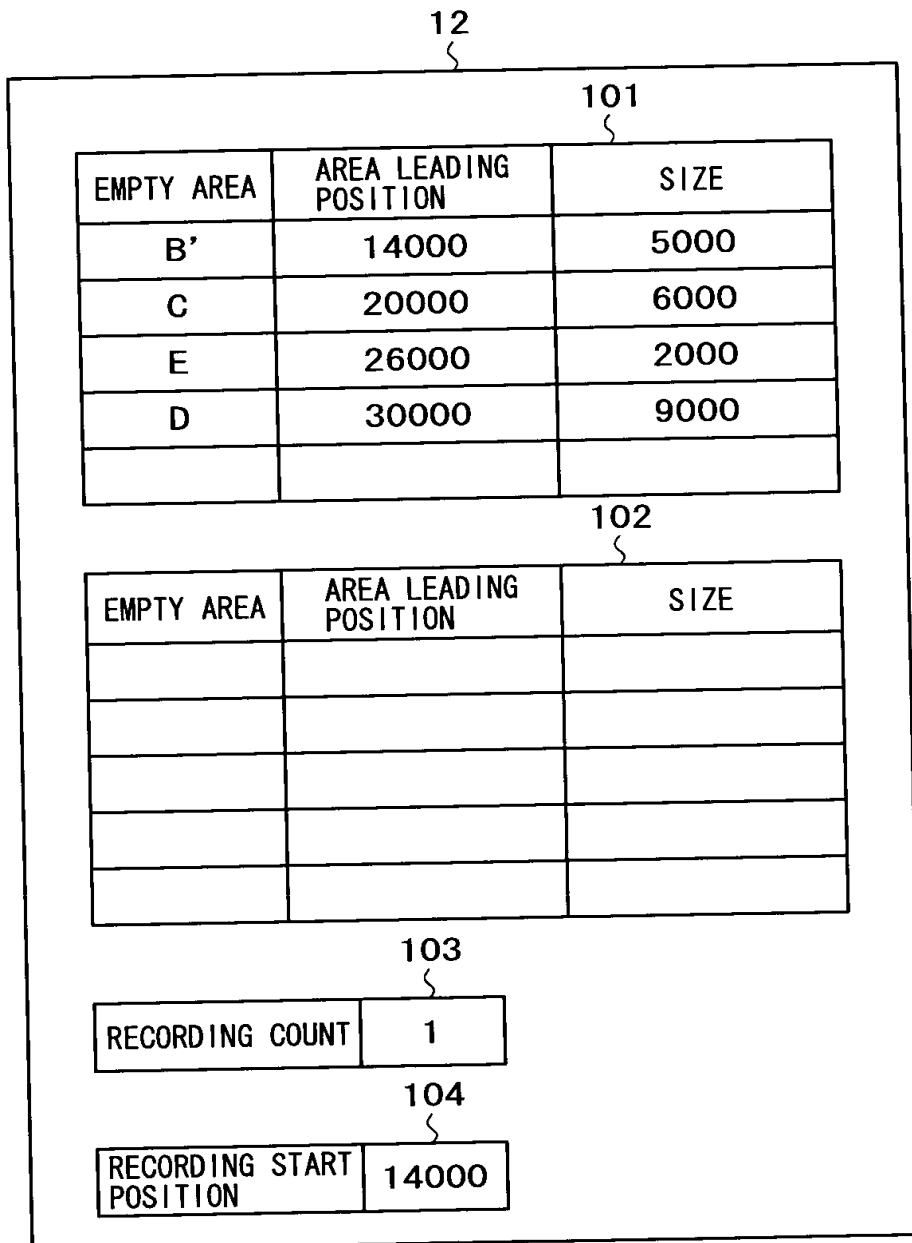 12
101
EMPTY AREA AREA LEADING POSITION SIZE
B' 14000 5000
C 20000 6000
E 26000 2000
D 30000 9000
102
EMPTY AREA AREA LEADING POSITION SIZE
103
RECORDING COUNT 1
104
RECORDING START POSITION 14000